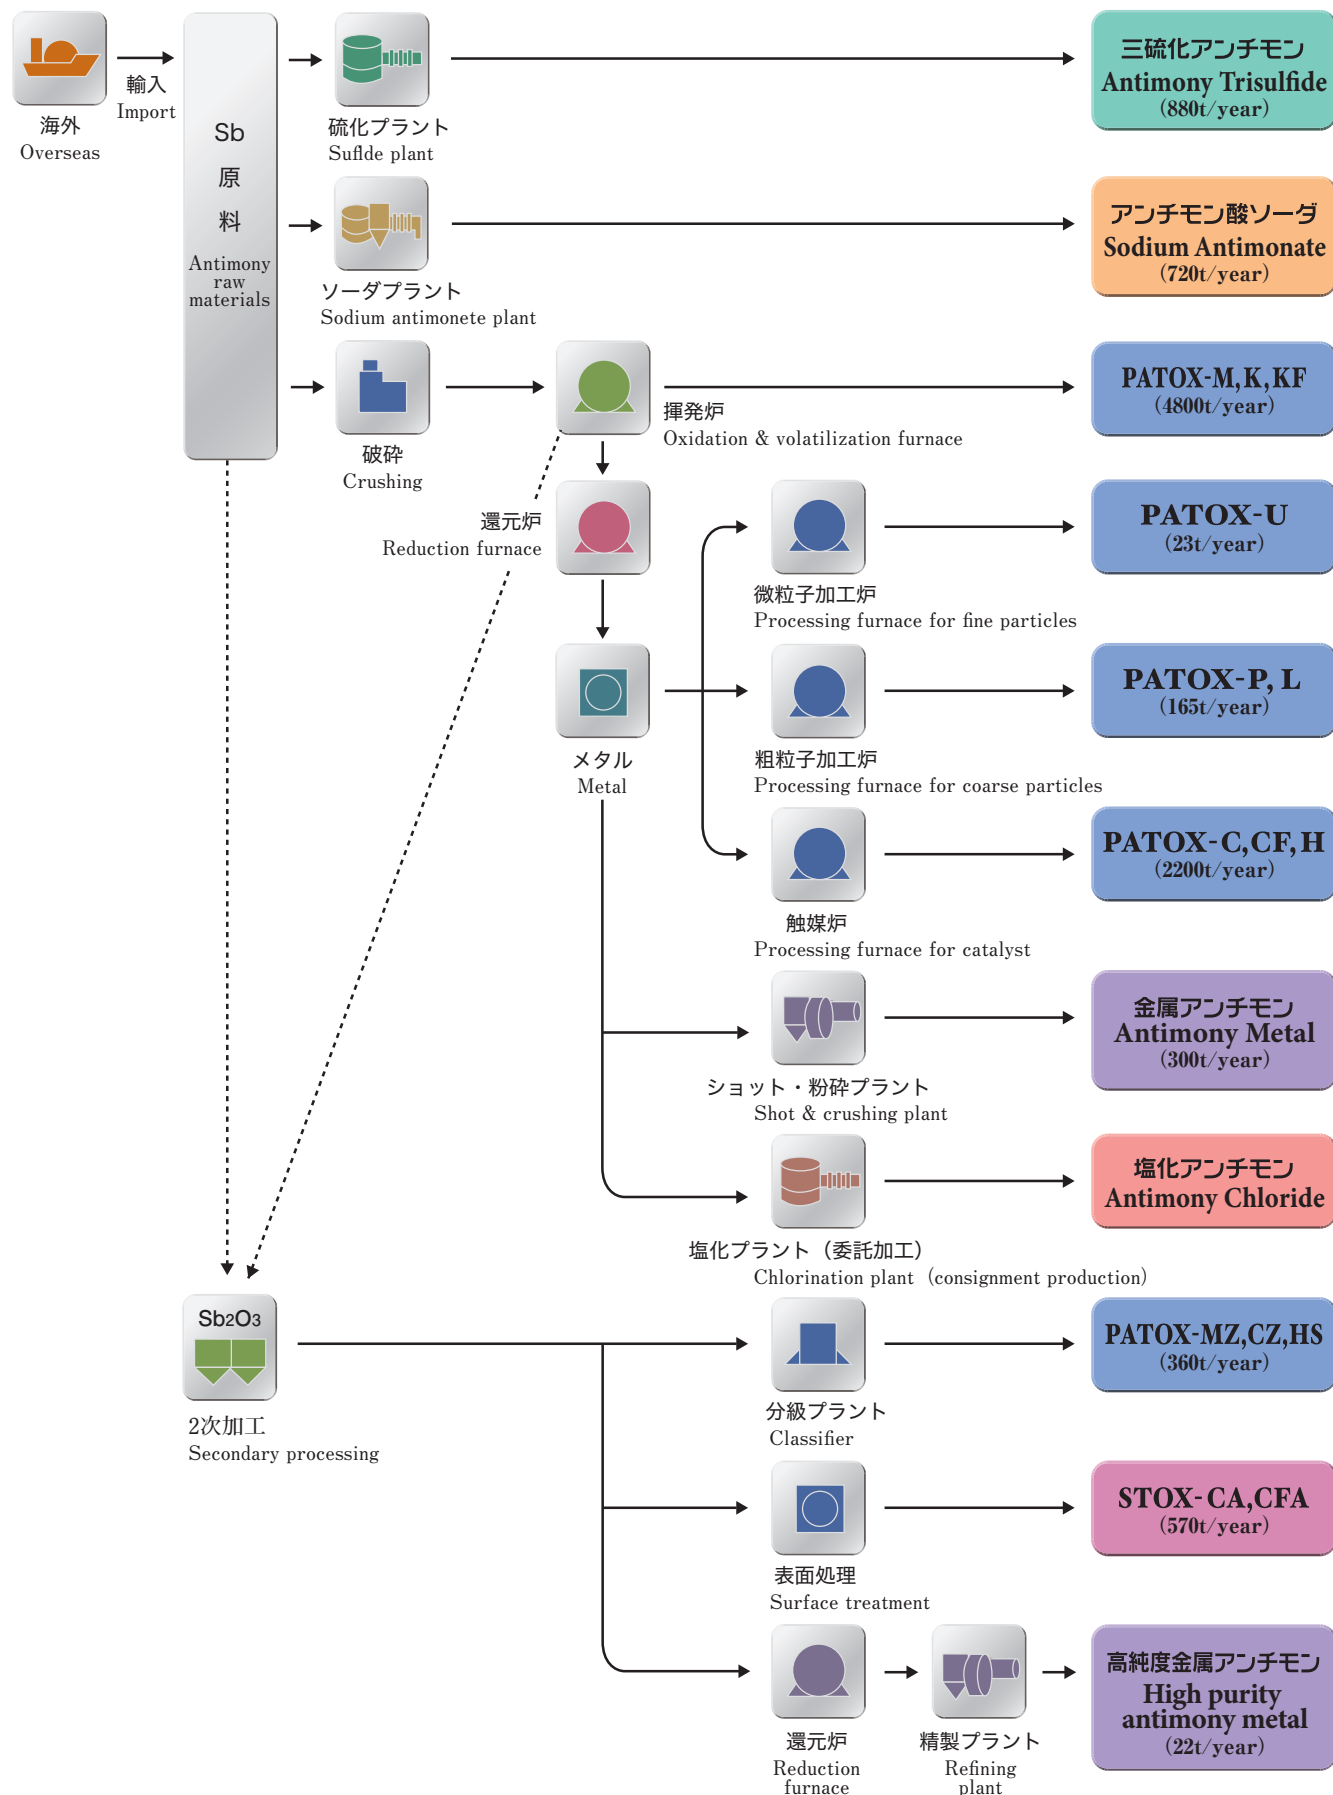 海外
Overseas
輸入
Import
Sb
原
料
Antimony
raw
materials
硫化プラント
Suflde plant
三硫化アンチモン
Antimony Trisulfide
(880t/year)
ソーダプラント
Sodium antimonete plant
アンチモン酸ソーダ
Sodium Antimonate
(720t/year)
破砕
Crushing
揮発炉
Oxidation & volatilization furnace
PATOX-M,K,KF
(4800t/year)
還元炉
Reduction furnace
微粒子加工炉
Processing furnace for fine particles
PATOX-U
(23t/year)
メタル
Metal
粗粒子加工炉
Processing furnace for coarse particles
PATOX-P, L
(165t/year)
触媒炉
Processing furnace for catalyst
PATOX-C,CF,H
(2200t/year)
ショット・粉砕プラント
Shot & crushing plant
金属アンチモン
Antimony Metal
(300t/year)
塩化プラント（委託加工）
Chlorination plant (consignment production)
塩化アンチモン
Antimony Chloride
Sb2O3
2次加工
Secondary processing
分級プラント
Classifier
PATOX-MZ,CZ,HS
(360t/year)
表面処理
Surface treatment
STOX-CA,CFA
(570t/year)
還元炉
Reduction
furnace
精製プラント
Refining
plant
高純度金属アンチモン
High purity
antimony metal
(22t/year)